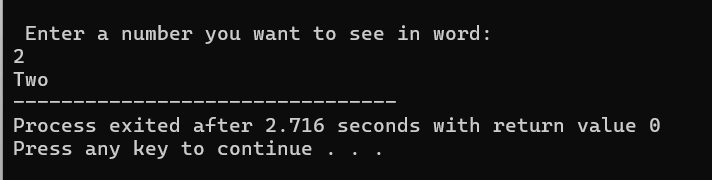 Enter a number you want to see in word:
2
Two
--------------------------------
Process exited after 2.716 seconds with return value 0
Press any key to continue . . .